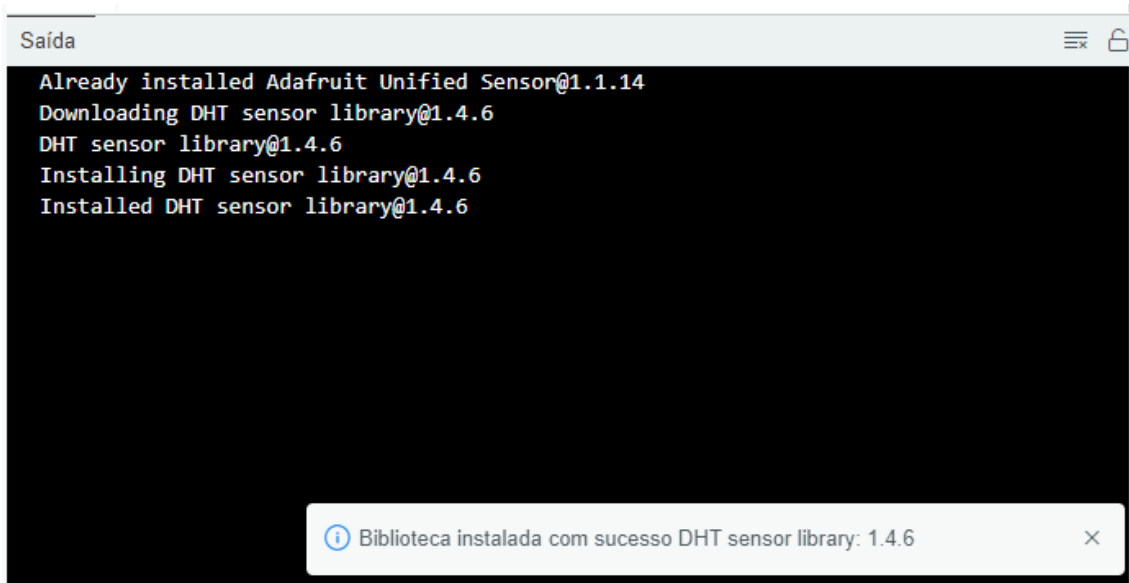 Saída
Already installed Adafruit Unified Sensor@1.1.14
Downloading DHT sensor library@1.4.6
DHT sensor library@1.4.6
Installing DHT sensor library@1.4.6
Installed DHT sensor library@1.4.6
Biblioteca instalada com sucesso DHT sensor library: 1.4.6